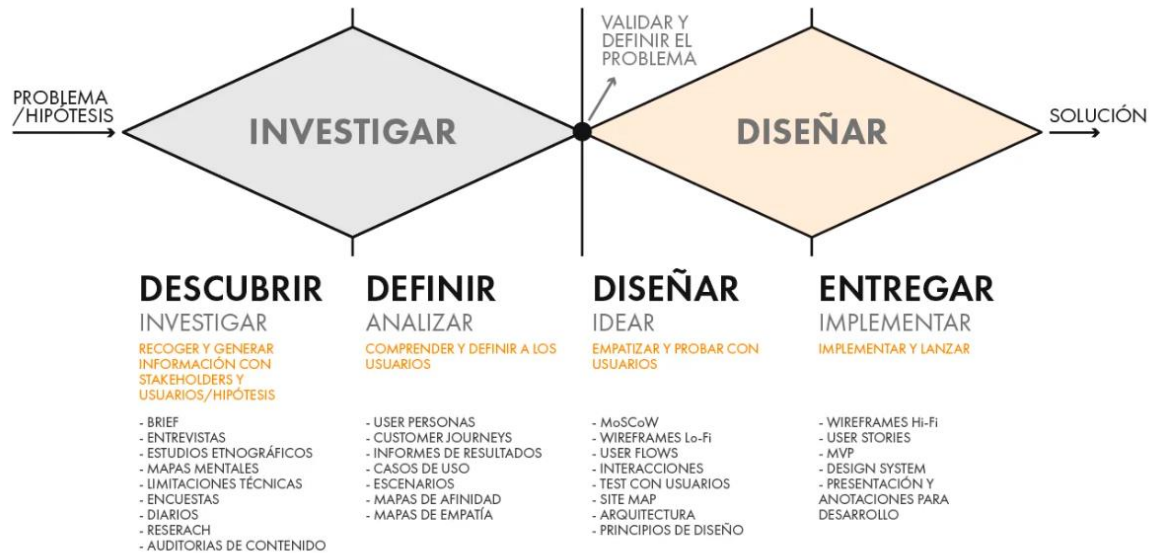 VALIDAR Y
DEFINIR EL
PROBLEMA
PROBLEMA
/HIPÓTESIS
INVESTIGAR
DISEÑAR
SOLUCIÓN
DESCUBRIR
INVESTIGAR
RECOGER Y GENERAR
INFORMACIÓN CON
STAKEHOLDERS Y
USUARIOS/HIPÓTESIS
- BRIEF
- ENTREVISTAS
- ESTUDIOS ETNOGRÁFICOS
- MAPAS MENTALES
- LIMITACIONES TÉCNICAS
- ENCUESTAS
- DIARIOS
- RESERACH
- AUDITORIAS DE CONTENIDO
DEFINIR
ANALIZAR
COMPRENDER Y DEFINIR A LOS
USUARIOS
- USER PERSONAS
- CUSTOMER JOURNEYS
- INFORMES DE RESULTADOS
- CASOS DE USO
- ESCENARIOS
- MAPAS DE AFINIDAD
- MAPAS DE EMPATÍA
DISEÑAR
IDEAR
EMPATIZAR Y PROBAR CON
USUARIOS
- MoSCoW
- WIREFRAMES Lo-Fi
- USER FLOWS
- INTERACCIONES
- TEST CON USUARIOS
- SITE MAP
- ARQUITECTURA
- PRINCIPIOS DE DISEÑO
ENTREGAR
IMPLEMENTAR
IMPLEMENTAR Y LANZAR
- WIREFRAMES Hi-Fi
- USER STORIES
- MVP
- DESIGN SYSTEM
- PRESENTACIÓN Y
ANOTACIONES PARA
DESARROLLO